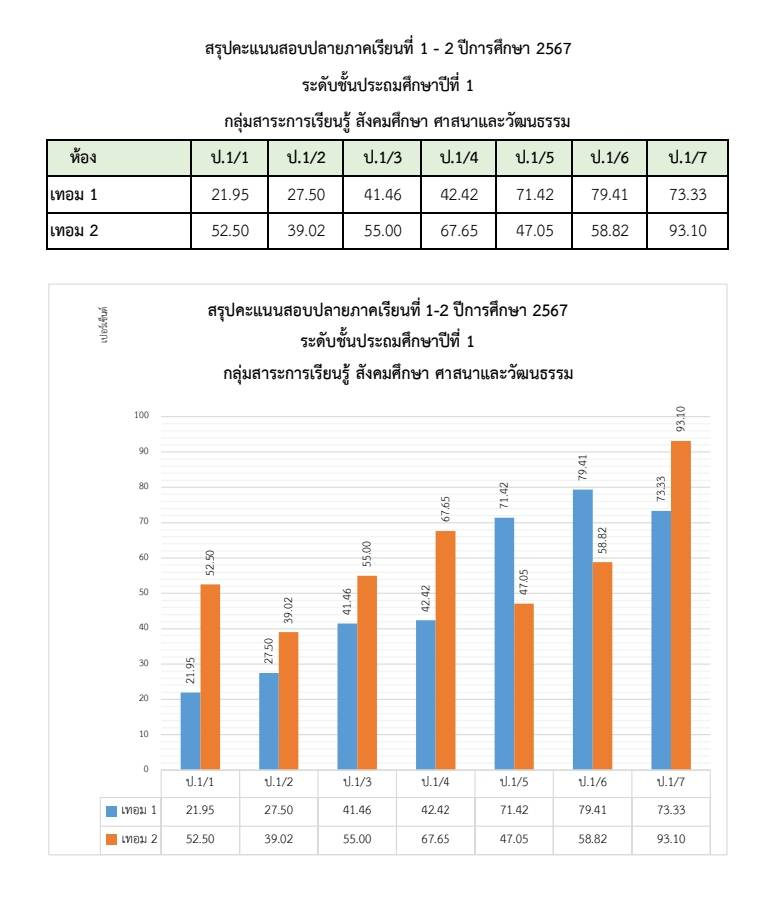 สรุปคะแนนสอบปลายภาคเรียนที่ 1 - 2 ปีการศึกษา 2567
ระดับชั้นประถมศึกษาปีที่ 1
กลุ่มสาระการเรียนรู้ สังคมศึกษา ศาสนาและวัฒนธรรม
ห้อง ป.1/1 ป.1/2 ป.1/3 ป.1/4 ป.1/5 ป.1/6 ป.1/7
เทอม 1 21.95 27.50 41.46 42.42 71.42 79.41 73.33
เทอม 2 52.50 39.02 55.00 67.65 47.05 58.82 93.10
เปอร์เซ็นต์
สรุปคะแนนสอบปลายภาคเรียนที่ 1-2 ปีการศึกษา 2567
ระดับชั้นประถมศึกษาปีที่ 1
กลุ่มสาระการเรียนรู้ สังคมศึกษา ศาสนาและวัฒนธรรม
100
90
80
70
60
50
40
30
20
10
0
21.95 52.50 27.50 39.02 41.46 55.00 42.42 67.65 71.42 47.05 79.41 58.82 73.33 93.10
ป.1/1 ป.1/2 ป.1/3 ป.1/4 ป.1/5 ป.1/6 ป.1/7
เทอม 1 21.95 27.50 41.46 42.42 71.42 79.41 73.33
เทอม 2 52.50 39.02 55.00 67.65 47.05 58.82 93.10